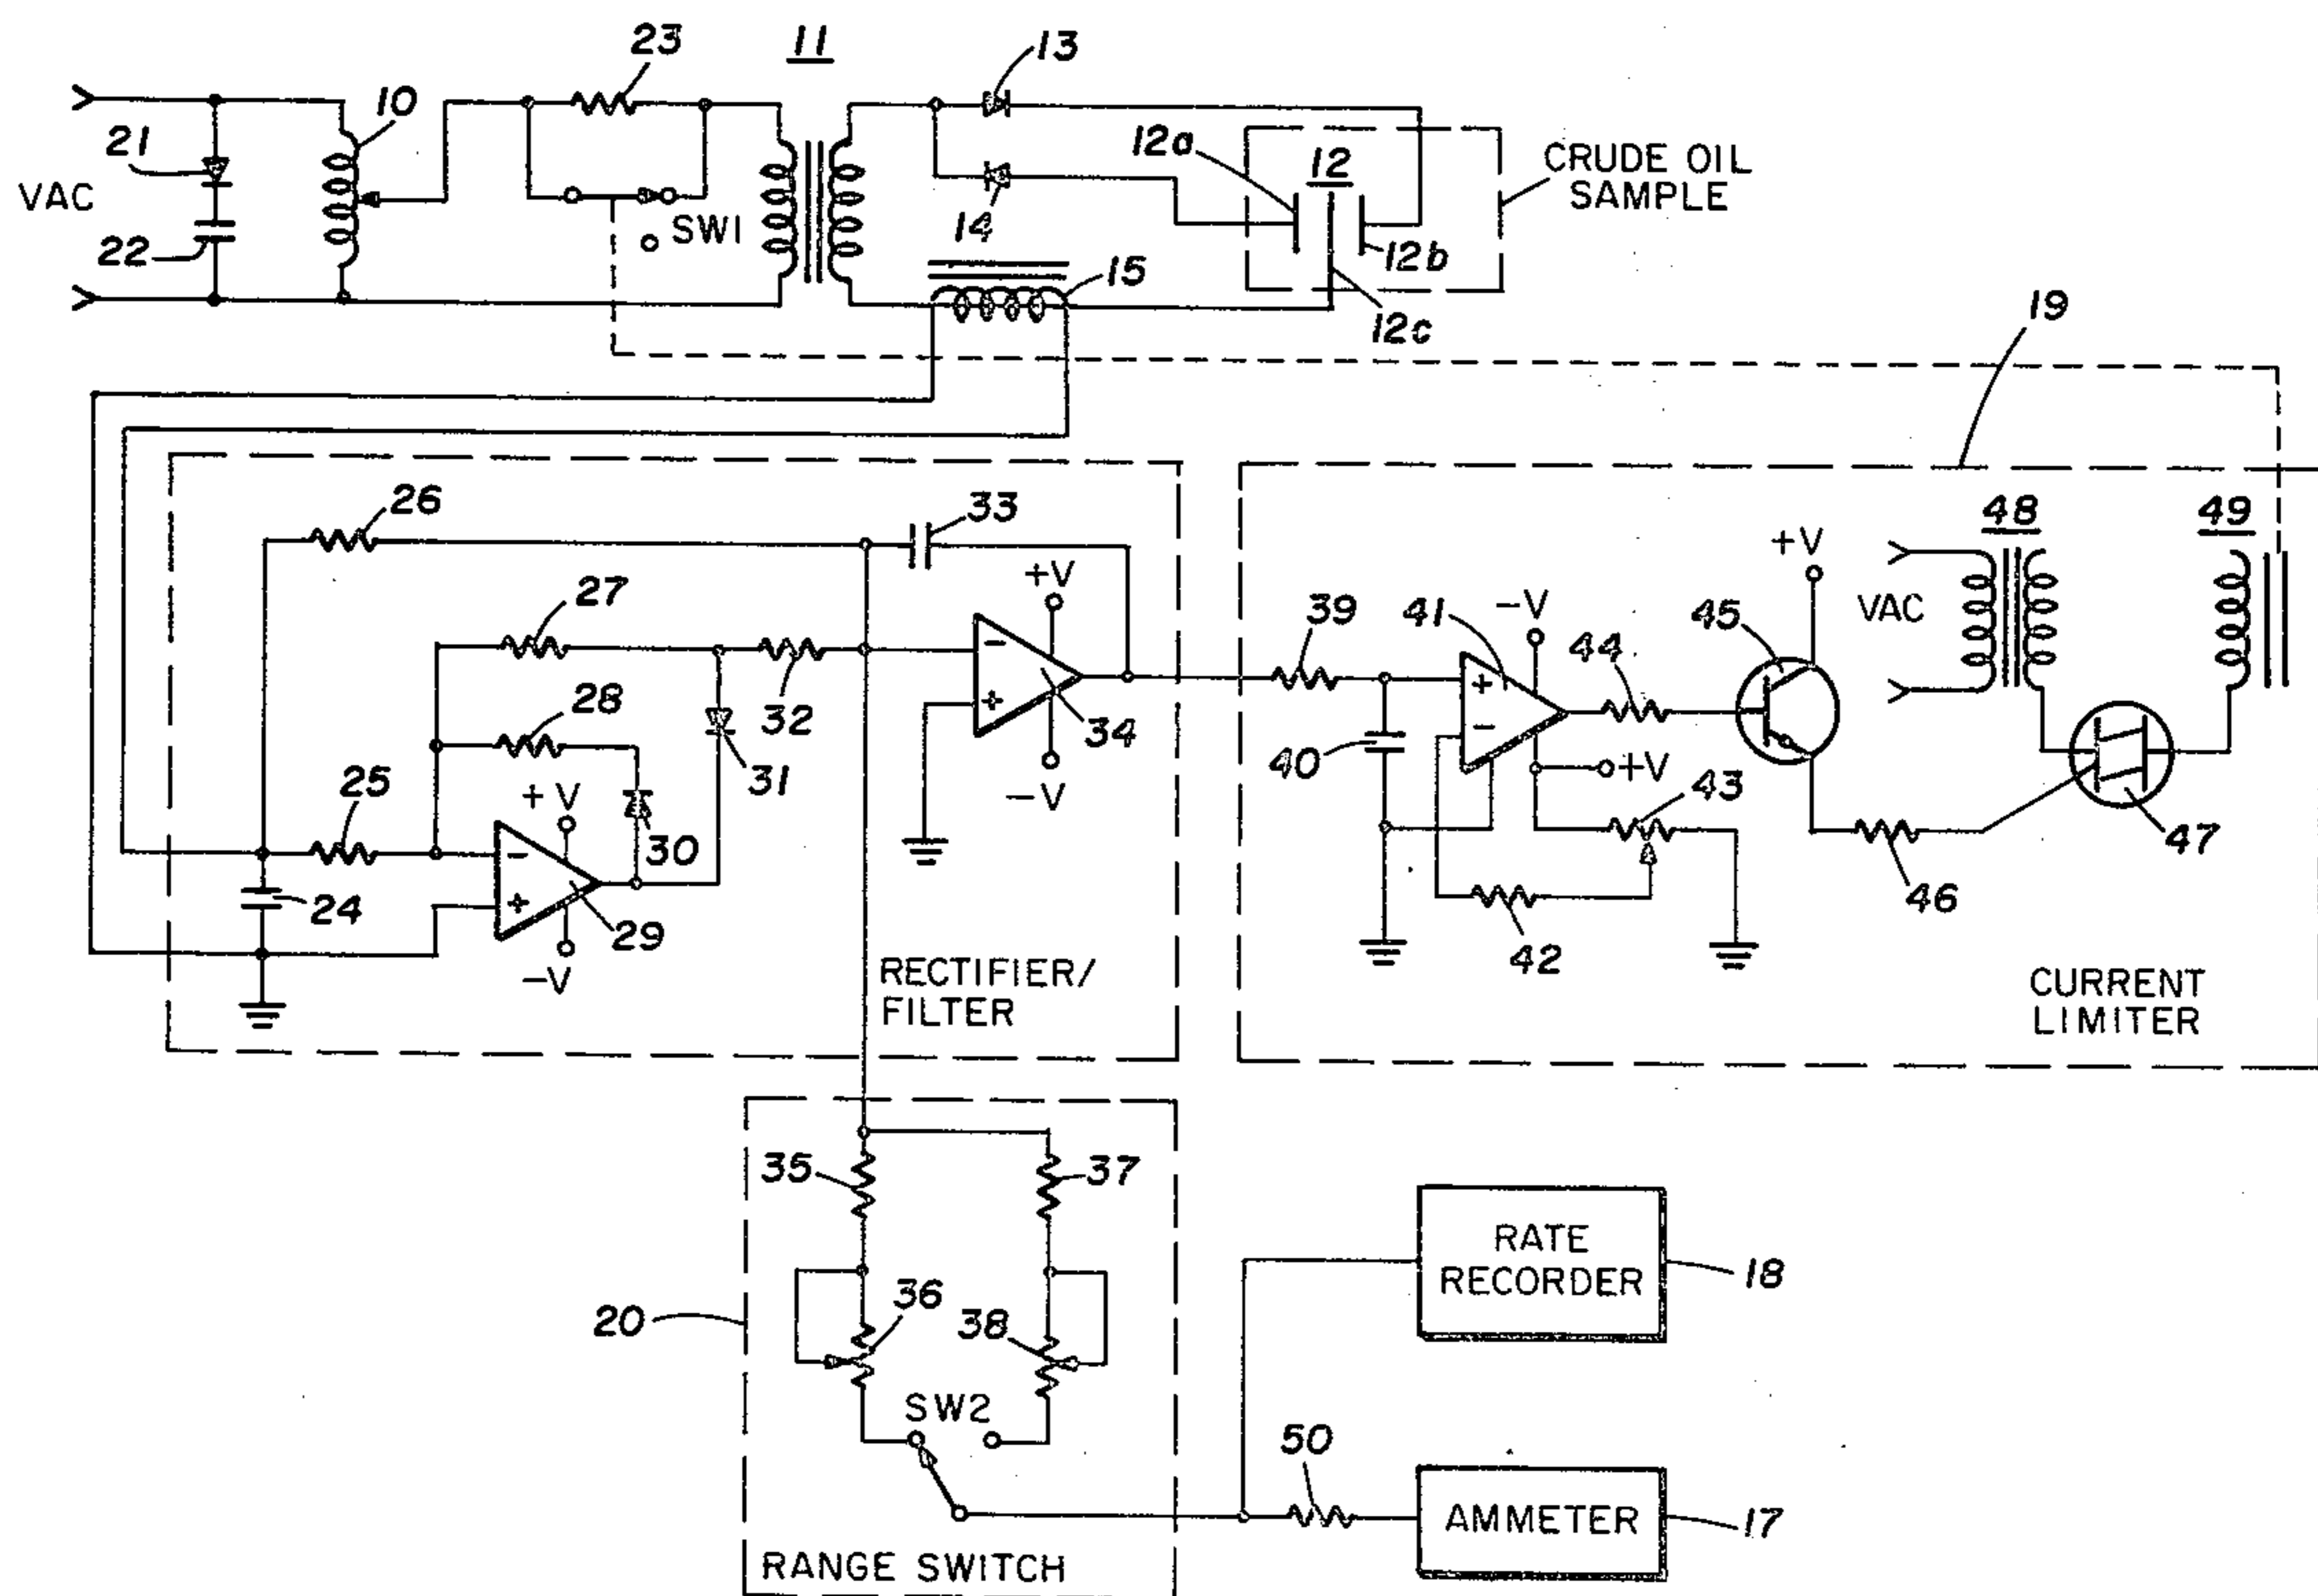 23
11
13
10
21
VAC
22
SW1
14
12a
12
12b
12c
CRUDE OIL
SAMPLE
15
19
26
33
27
+V
28
32
34
31
-V
25
+V
30
24
29
-V
-
+
-
+
RECTIFIER/
FILTER
39
41
-V
44
45
+V
VAC
48
49
+
-
40
+V
43
42
46
47
CURRENT
LIMITER
35
37
20
36
38
SW2
RANGE SWITCH
RATE
RECORDER
18
50
AMMETER
17